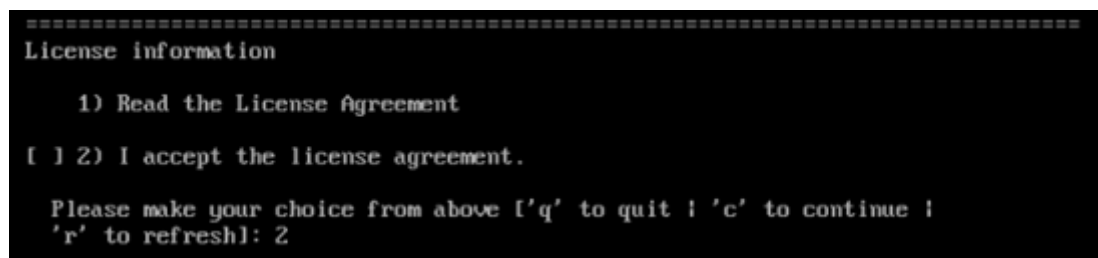 ================================================================================
License information
1) Read the License Agreement
[ ] 2) I accept the license agreement.
Please make your choice from above ['q' to quit | 'c' to continue |
'r' to refresh]: 2